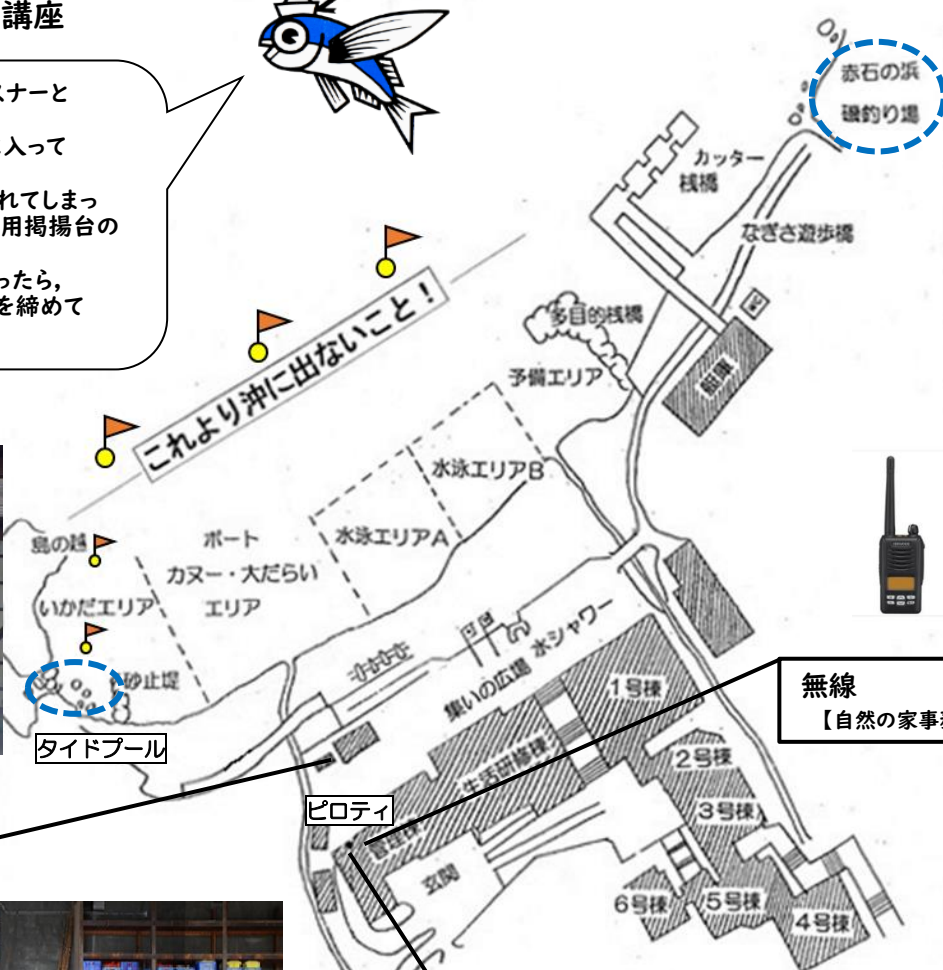 講座
スナーと
入って
れてしまっ
用掲揚台の
ったら,
を締めて
赤石の浜
磯釣り場
カッター
桟橋
なぎさ遊歩橋
多目的桟橋
艇庫
予備エリア
これより沖に出ないこと！
水泳エリアB
水泳エリアA
島の越
ボート
カヌー・大だらい
エリア
いかだエリア
砂止堤
タイドプール
水シャワー
集いの広場
1号棟
無線
【自然の家事務
生活研修棟
2号棟
3号棟
ピロティ
管理棟
玄関
6号棟
5号棟
4号棟